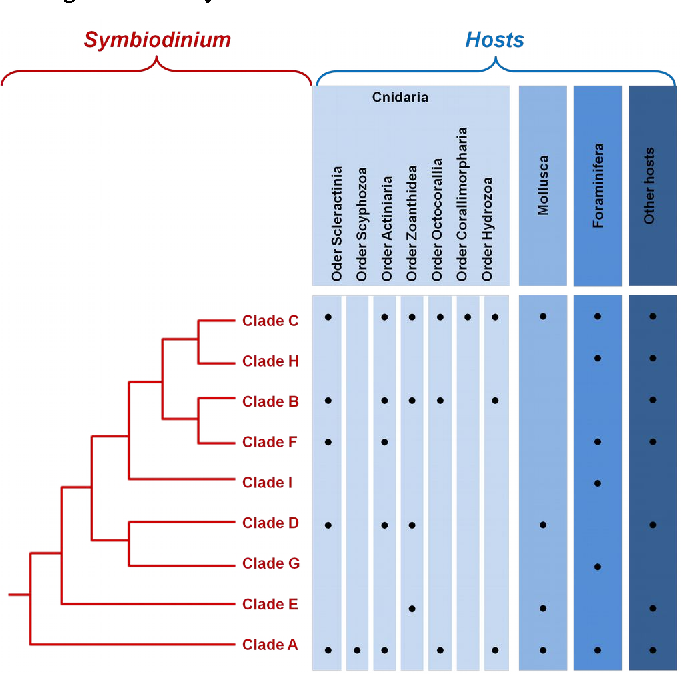 Symbiodinium
Hosts
Cnidaria
Oder Scleractinia
Order Scyphozoa
Order Actiniaria
Order Zoanthidea
Order Octocorallia
Order Corallimorpharia
Order Hydrozoa
Mollusca
Foraminifera
Other hosts
Clade C
Clade H
Clade B
Clade F
Clade I
Clade D
Clade G
Clade E
Clade A